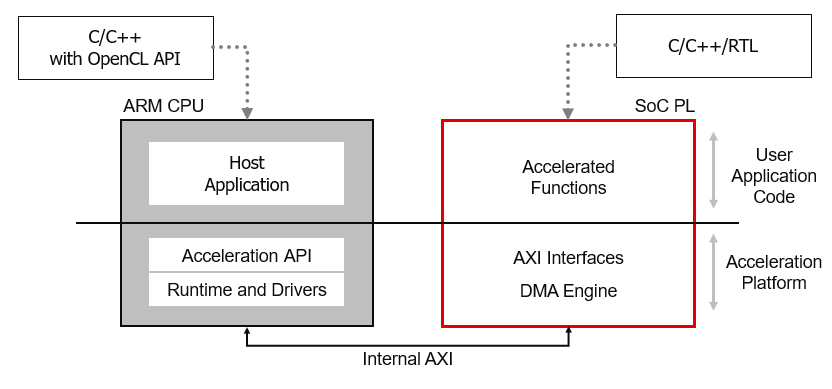 C/C++
with OpenCL API
C/C++/RTL
ARM CPU
SoC PL
Host
Application
Accelerated
Functions
User
Application
Code
Acceleration API
Runtime and Drivers
AXI Interfaces
DMA Engine
Acceleration
Platform
Internal AXI